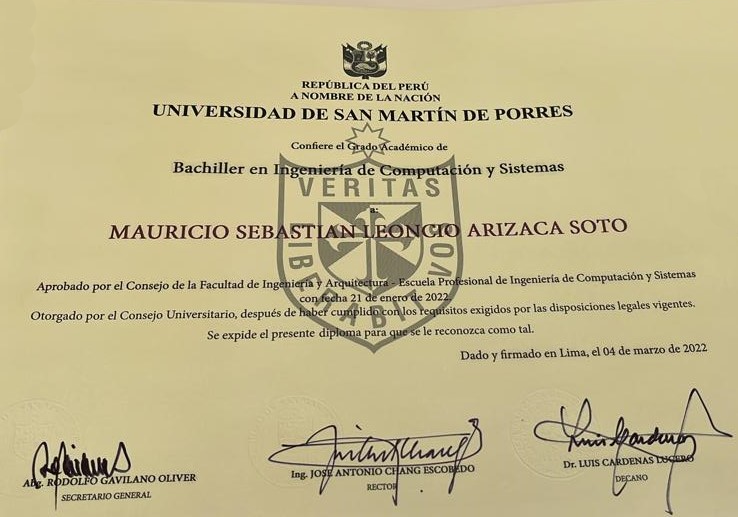 REPÚBLICA DEL PERÚ
A NOMBRE DE LA NACIÓN
UNIVERSIDAD DE SAN MARTÍN DE PORRES
Confiere el Grado Académico de
Bachiller en Ingeniería de Computación y Sistemas
VERITAS
a:
MAURICIO SEBASTIAN LEONCIO ARIZACA SOTO
LIBERABIT VOS
Aprobado por el Consejo de la Facultad de Ingeniería y Arquitectura - Escuela Profesional de Ingeniería de Computación y Sistemas
con fecha 21 de enero de 2022.
Otorgado por el Consejo Universitario, después de haber cumplido con los requisitos exigidos por las disposiciones legales vigentes.
Se expide el presente diploma para que se le reconozca como tal.
Dado y firmado en Lima, el 04 de marzo de 2022
Abg. RODOLFO GAVILANO OLIVER
SECRETARIO GENERAL
Ing. JOSE ANTONIO CHANG ESCOBEDO
RECTOR
Dr. LUIS CARDENAS LUCERO
DECANO